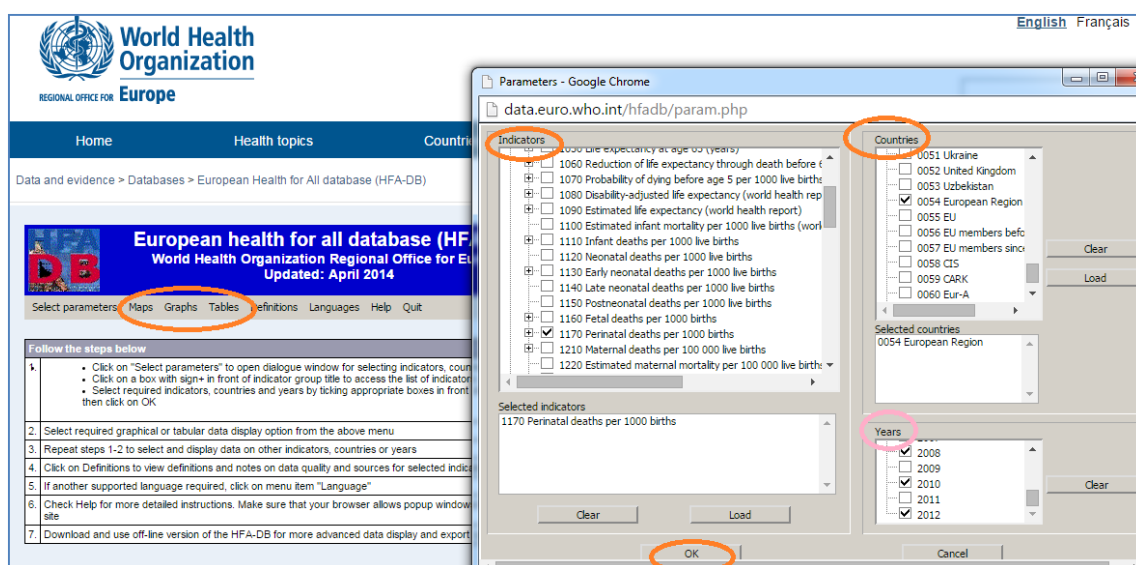 English Français
World Health
Organization
REGIONAL OFFICE FOR Europe
Home Health topics
Data and evidence > Databases > European Health for All database (HFA-DB)
HFA
DB
European health for all database
World Health Organization Regional Office for
Updated: April 2014
Select parameters Maps Graphs Tables Definitions Languages Help Quit
Follow the steps below
1.
• Click on "Select parameters" to open dialogue window for selecting indicators,
• Click on a box with sign+ in front of indicator group title to access the list of
• Select required indicators, countries and years by ticking appropriate boxes in front
then click on OK
2. Select required graphical or tabular data display option from the above menu
3. Repeat steps 1-2 to select and display data on other indicators, countries or years
4. Click on Definitions to view definitions and notes on data quality and sources for selected
5. If another supported language required, click on menu item "Language"
6. Check Help for more detailed instructions. Make sure that your browser allows popup
site
7. Download and use off-line version of the HFA-DB for more advanced data display and export
Parameters - Google Chrome
data.euro.who.int/hfadb/param.php
Indicators
1050 Life expectancy at age 65 (years)
1060 Reduction of life expectancy through death before
1070 Probability of dying before age 5 per 1000 live births
1080 Disability-adjusted life expectancy (world health rep
1090 Estimated life expectancy (world health report)
1100 Estimated infant mortality per 1000 live births
1110 Infant deaths per 1000 live births
1120 Neonatal deaths per 1000 live births
1130 Early neonatal deaths per 1000 live births
1140 Late neonatal deaths per 1000 live births
1150 Postneonatal deaths per 1000 live births
1160 Fetal deaths per 1000 births
1170 Perinatal deaths per 1000 births
1210 Maternal deaths per 100 000 live births
1220 Estimated maternal mortality per 100 000 live
Selected indicators
1170 Perinatal deaths per 1000 births
Clear Load
OK
Countries
0051 Ukraine
0052 United Kingdom
0053 Uzbekistan
0054 European Region
0055 EU
0056 EU members befo
0057 EU members since
0058 CIS
0059 CARK
0060 Eur-A
Clear
Load
Selected countries
0054 European Region
Years
2008
2009
2010
2011
2012
Clear
Cancel